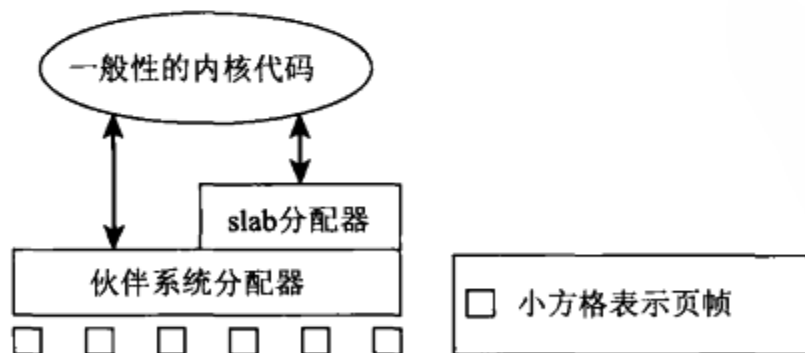 一般性的内核代码
slab分配器
伙伴系统分配器
小方格表示页帧